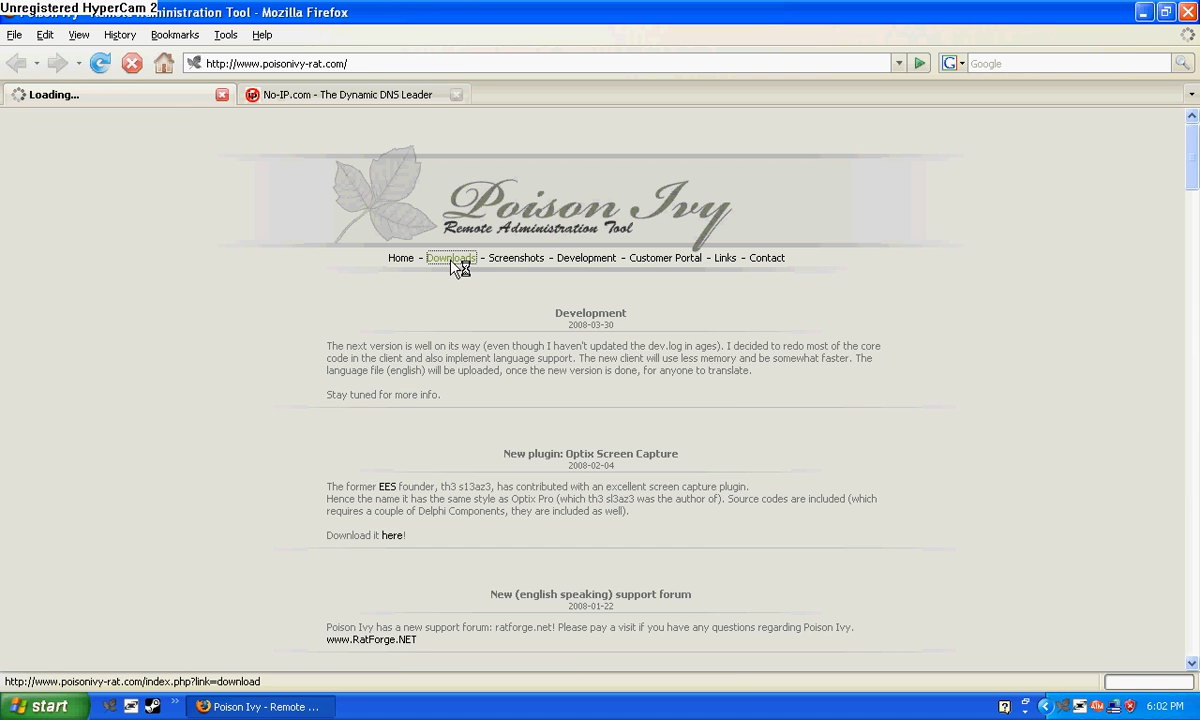 Unregistered HyperCam 2
Administration Tool - Mozilla Firefox
File Edit View History Bookmarks Tools Help
http://www.poisonivy-rat.com/
G Google
Loading...
No-IP.com - The Dynamic DNS Leader
Poison Ivy
Remote Administration Tool
Home - Downloads - Screenshots - Development - Customer Portal - Links - Contact
Development
2008-03-30
The next version is well on its way (even though I haven't updated the dev.log in ages). I decided to redo most of the core
code in the client and also implement language support. The new client will use less memory and be somewhat faster. The
language file (english) will be uploaded, once the new version is done, for anyone to translate.
Stay tuned for more info.
New plugin: Optix Screen Capture
2008-02-04
The former EES founder, th3 s13az3, has contributed with an excellent screen capture plugin.
Hence the name it has the same style as Optix Pro (which th3 sl3az3 was the author of). Source codes are included (which
requires a couple of Delphi Components, they are included as well).
Download it here!
New (english speaking) support forum
2008-01-22
Poison Ivy has a new support forum: ratforge.net! Please pay a visit if you have any questions regarding Poison Ivy.
www.RatForge.NET
http://www.poisonivy-rat.com/index.php?link=download
start
Poison Ivy - Remote ...
6:02 PM